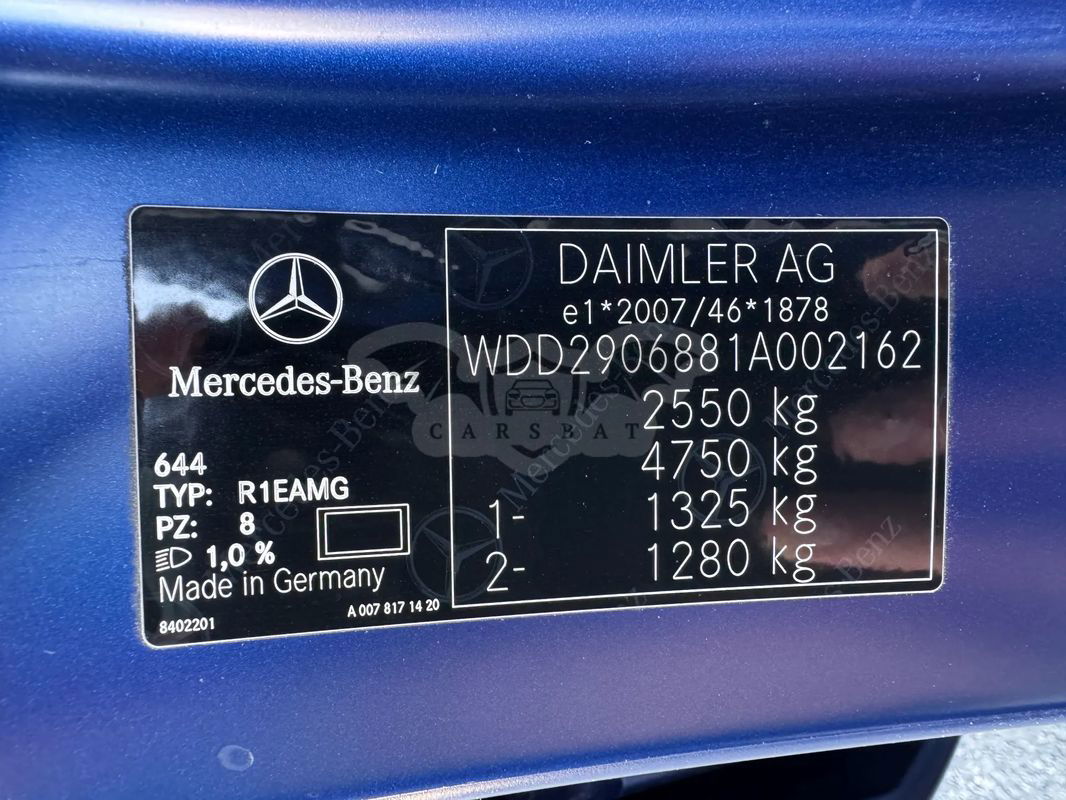 Mercedes-Benz
644
TYP: R1EAMG
PZ: 8
1,0 %
Made in Germany
8402201
A 007 817 14 20
DAIMLER AG
e1*2007/46*1878
WDD2906881A002162
2550 kg
4750 kg
1- 1325 kg
2- 1280 kg
CARSBAT